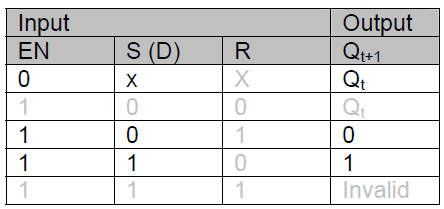 Input Output
EN S (D) R Qt+1
0 x X Qt
1 0 0 Qt
1 0 1 0
1 1 0 1
1 1 1 Invalid